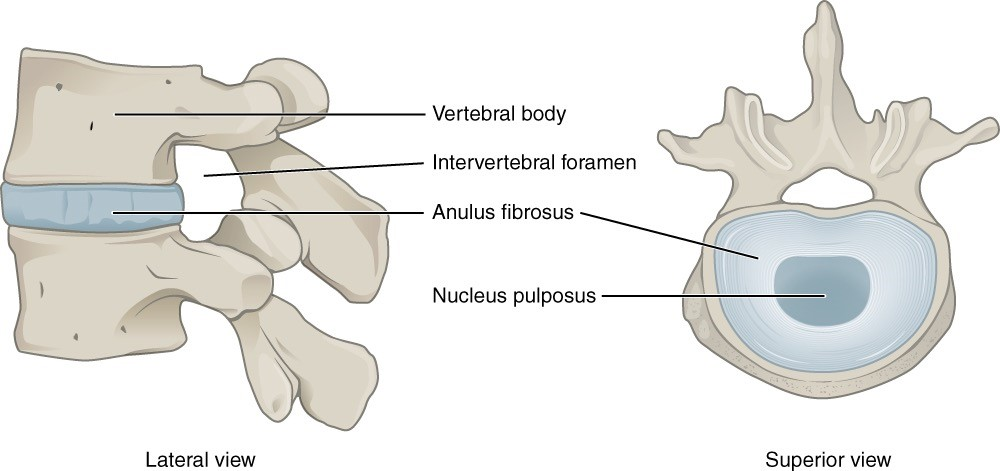 Vertebral body
Intervertebral foramen
Anulus fibrosus
Nucleus pulposus
Lateral view
Superior view